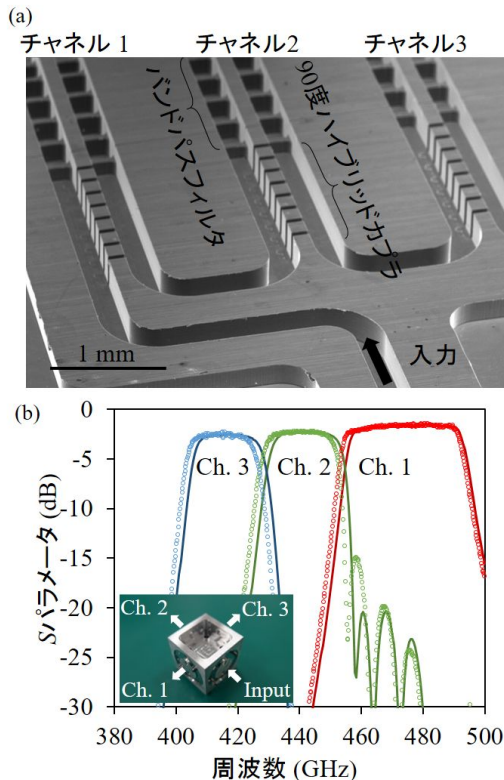 (a)
チャネル 1 チャネル2 チャネル3
バンドパスフィルタ
90度ハイブリッドカプラ
1 mm
入力
(b)
0
-5
-10
-15
-20
-25
-30
Sパラメータ (dB)
Ch. 3 Ch. 2 Ch. 1
Ch. 2 Ch. 3
Ch. 1 Input
380 400 420 440 460 480 500
周波数 (GHz)